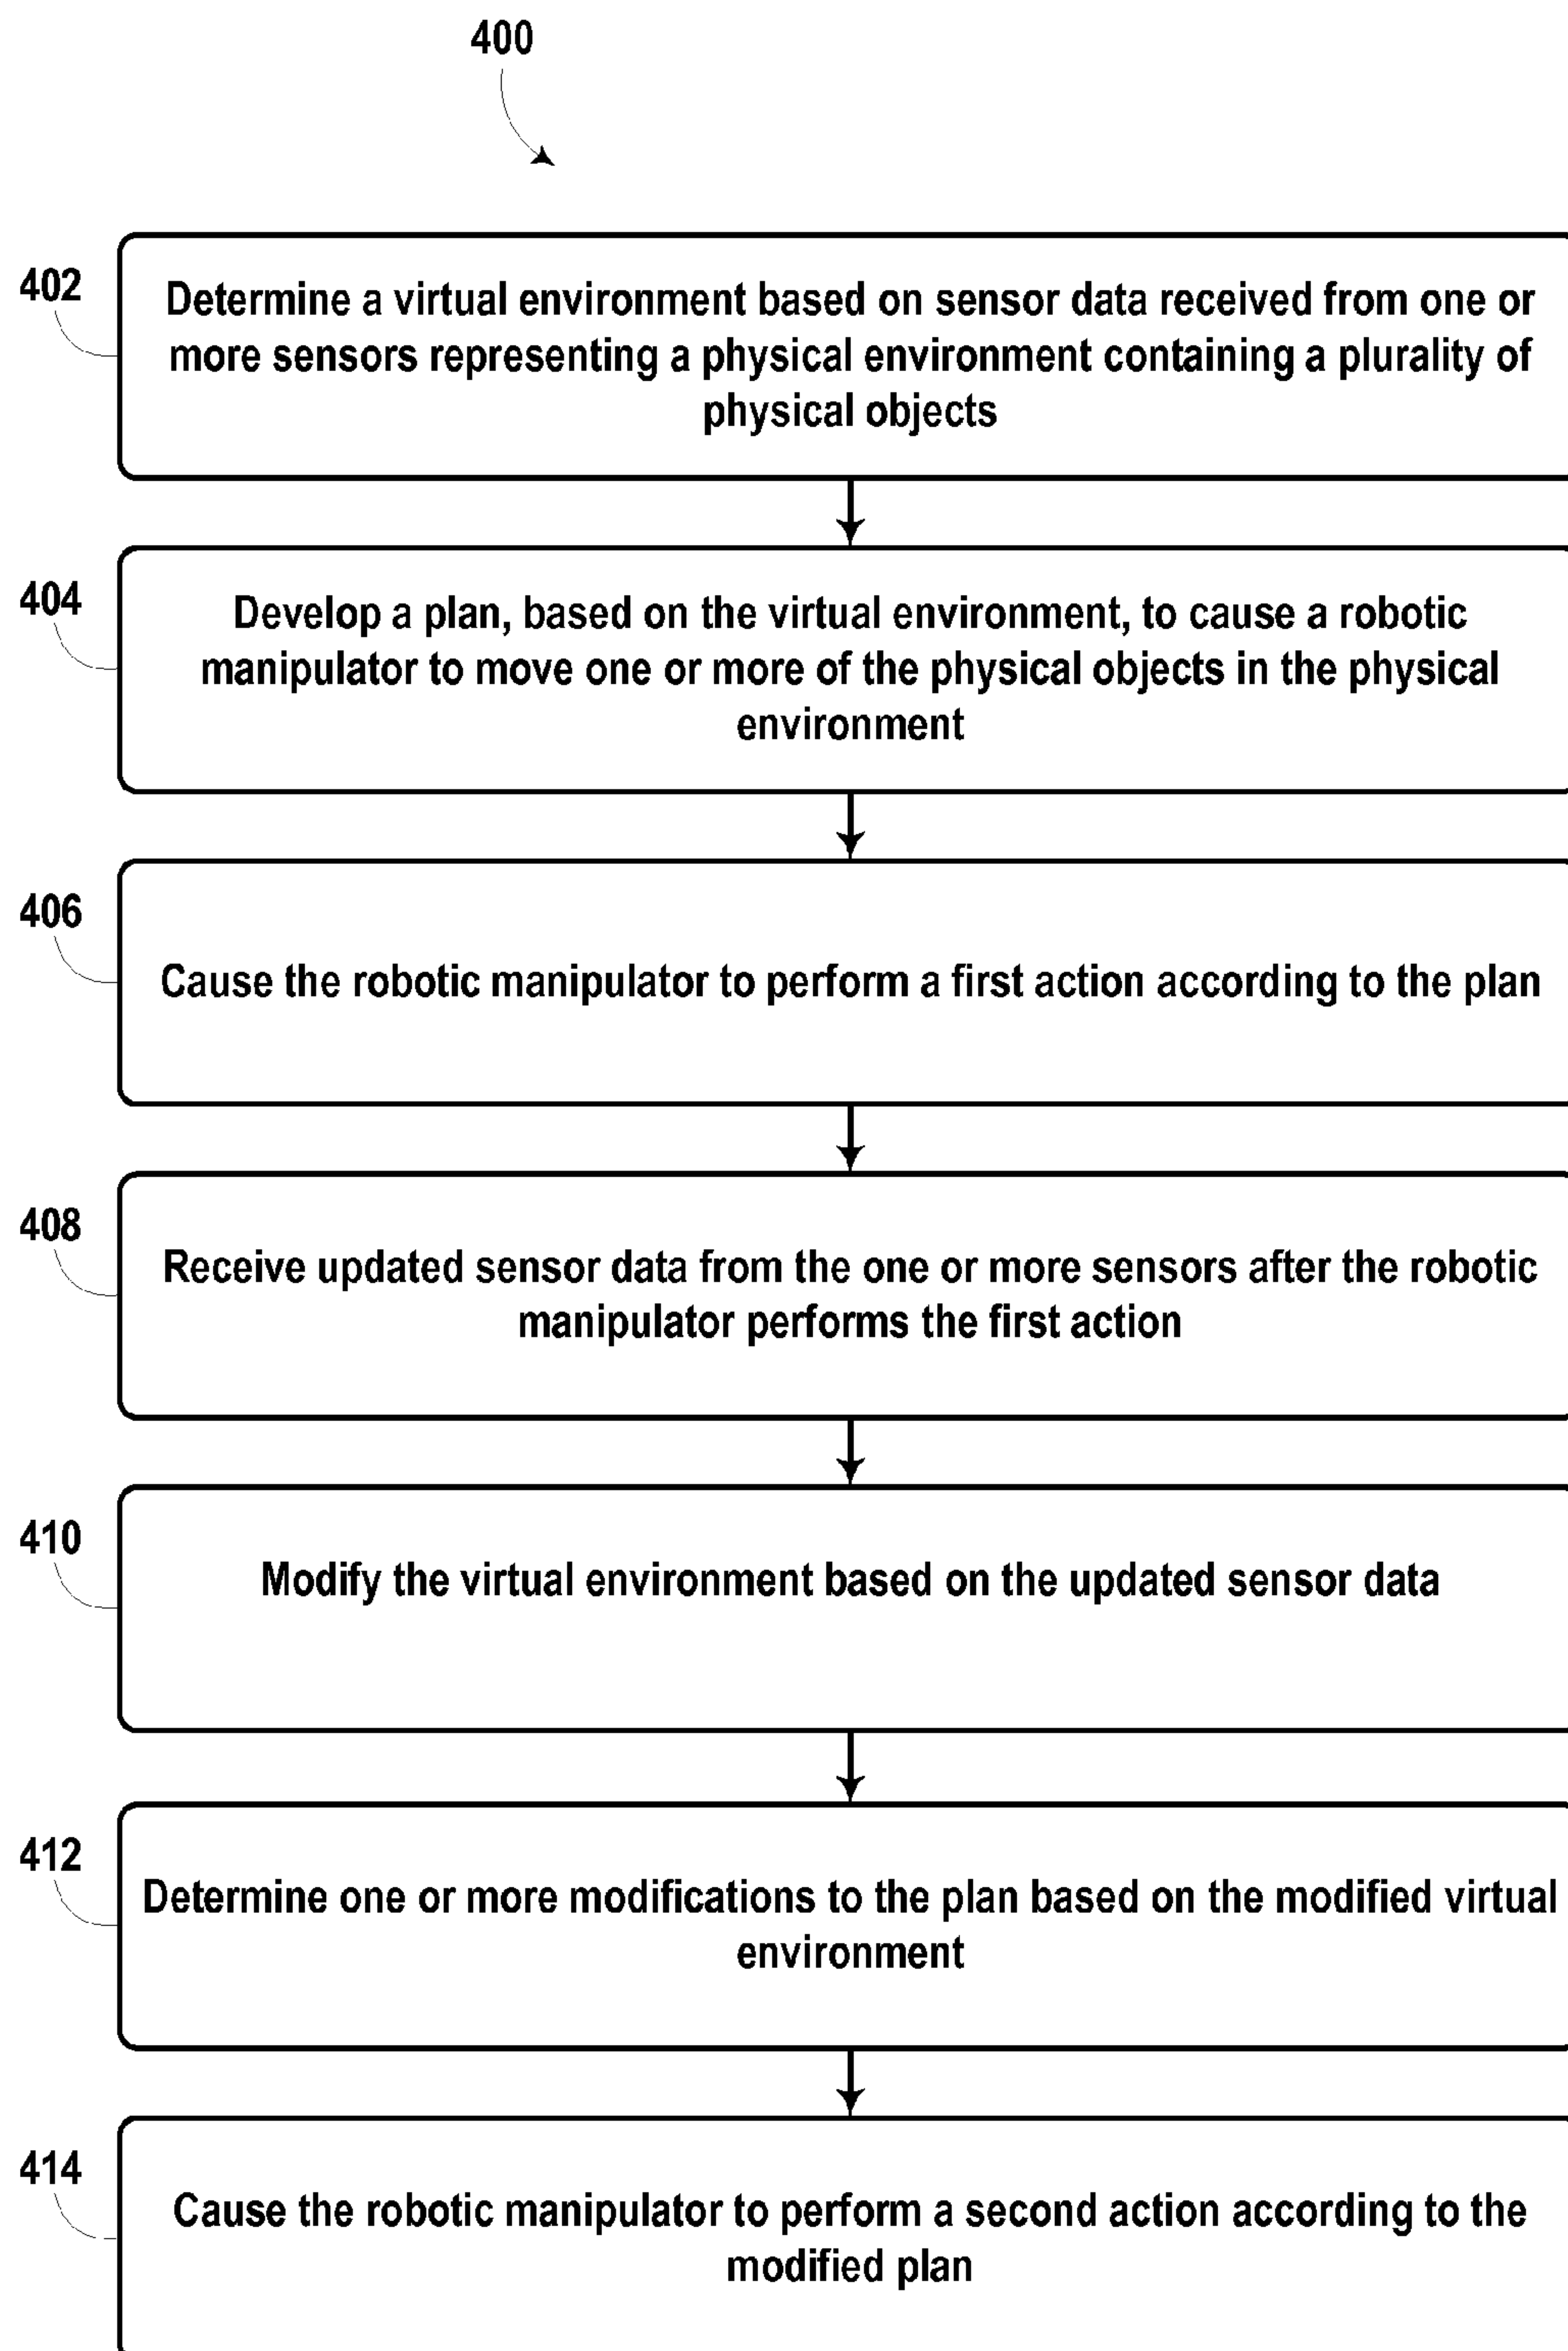 400
402
Determine a virtual environment based on sensor data received from one or
more sensors representing a physical environment containing a plurality of
physical objects
404
Develop a plan, based on the virtual environment, to cause a robotic
manipulator to move one or more of the physical objects in the physical
environment
406
Cause the robotic manipulator to perform a first action according to the plan
408
Receive updated sensor data from the one or more sensors after the robotic
manipulator performs the first action
410
Modify the virtual environment based on the updated sensor data
412
Determine one or more modifications to the plan based on the modified virtual
environment
414
Cause the robotic manipulator to perform a second action according to the
modified plan